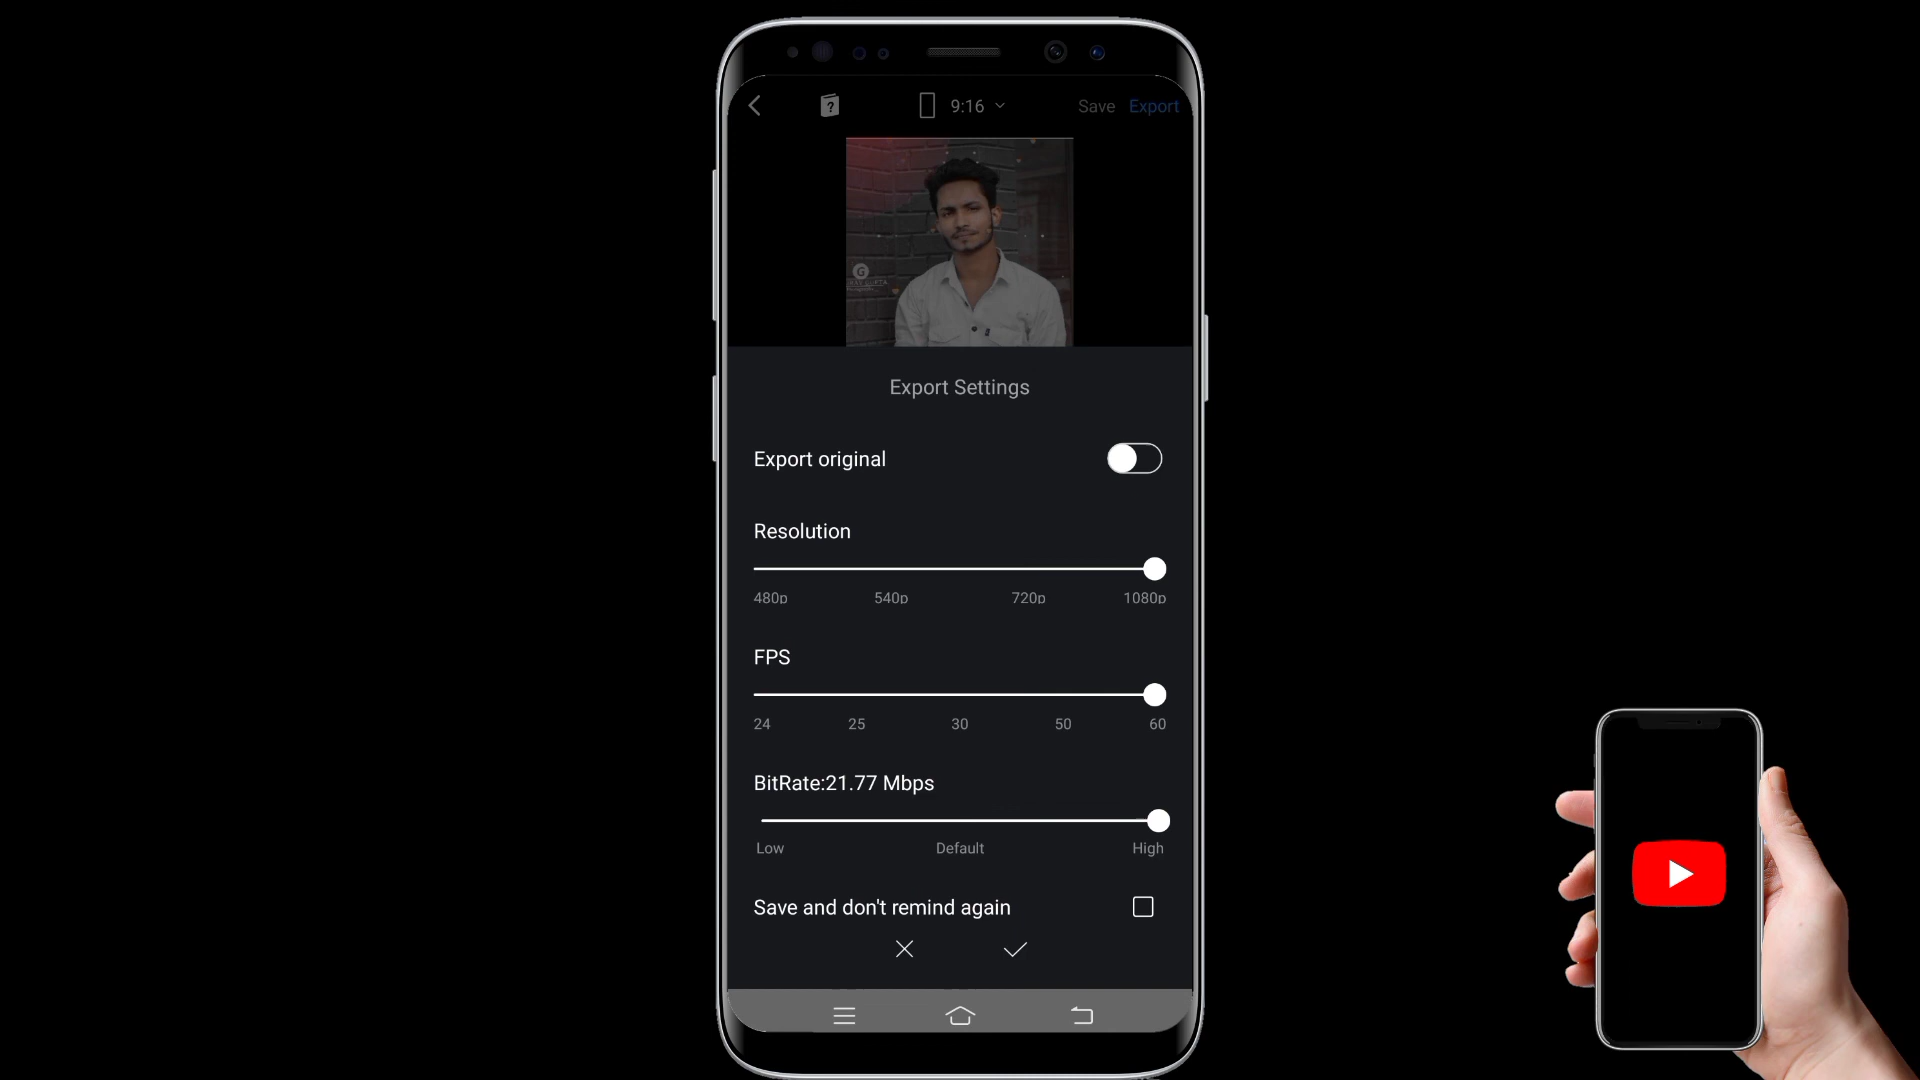 9:16
Save Export
G
Export Settings
Export original
Resolution
480p 540p 720p 1080p
FPS
24 25 30 50 60
BitRate:21.77 Mbps
Low Default High
Save and don't remind again